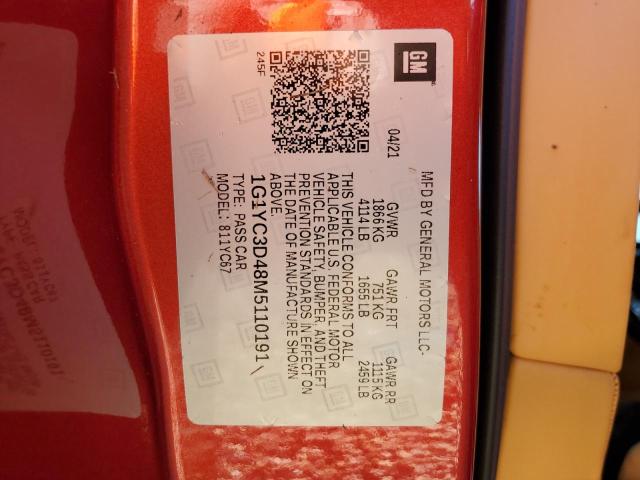 GM
MFD BY GENERAL MOTORS LLC-
04/21
GVWR GAWR FRT GAWR RR
1866 KG 751 KG 1115 KG
4114 LB 1655 LB 2459 LB
THIS VEHICLE CONFORMS TO ALL
APPLICABLE U.S. FEDERAL MOTOR
VEHICLE SAFETY, BUMPER, AND THEFT
PREVENTION STANDARDS IN EFFECT ON
THE DATE OF MANUFACTURE SHOWN
ABOVE.
245F
1G1YC3D48M5110191
TYPE: PASS CAR
MODEL: 811YC67